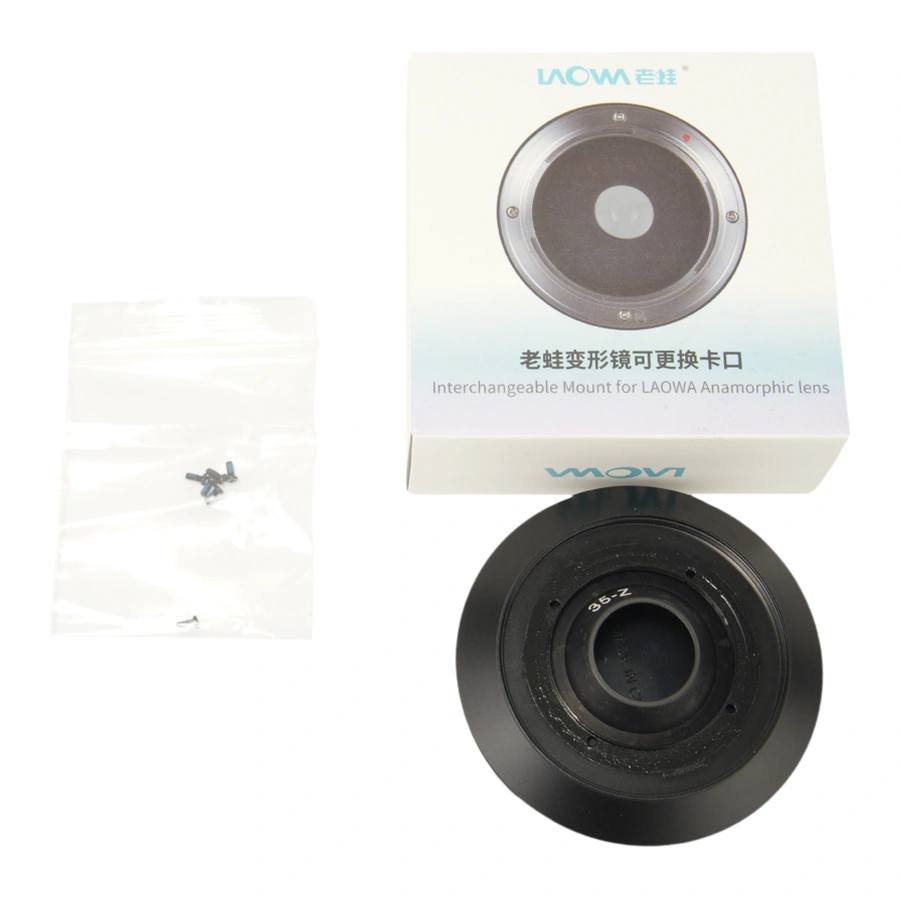 LAOWA 老蛙®
老蛙变形镜可更换卡口
Interchangeable Mount for LAOWA Anamorphic lens
LAOWA
35-Z